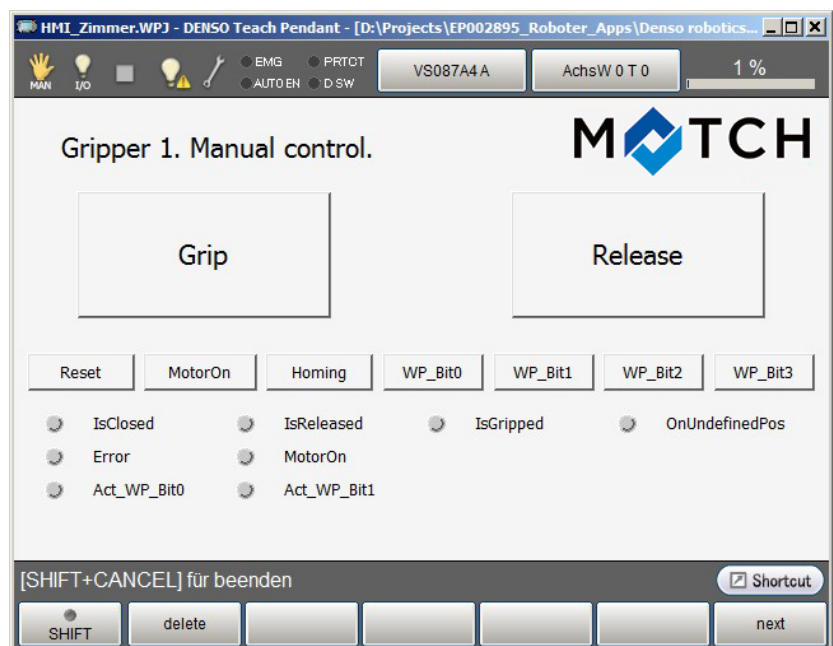 HMI_Zimmer.WPJ - DENSO Teach Pendant - [D:\Projects\EP002895_Roboter_Apps\Denso robotics...
MAN I/O EMG PRTCT VS087A4 A AchsW 0 T 0 1 %
AUTO EN D SW
Gripper 1. Manual control. MATCH
Grip Release
Reset MotorOn Homing WP_Bit0 WP_Bit1 WP_Bit2 WP_Bit3
IsClosed IsReleased IsGripped OnUndefinedPos
Error MotorOn
Act_WP_Bit0 Act_WP_Bit1
[SHIFT+CANCEL] für beenden Shortcut
SHIFT delete next